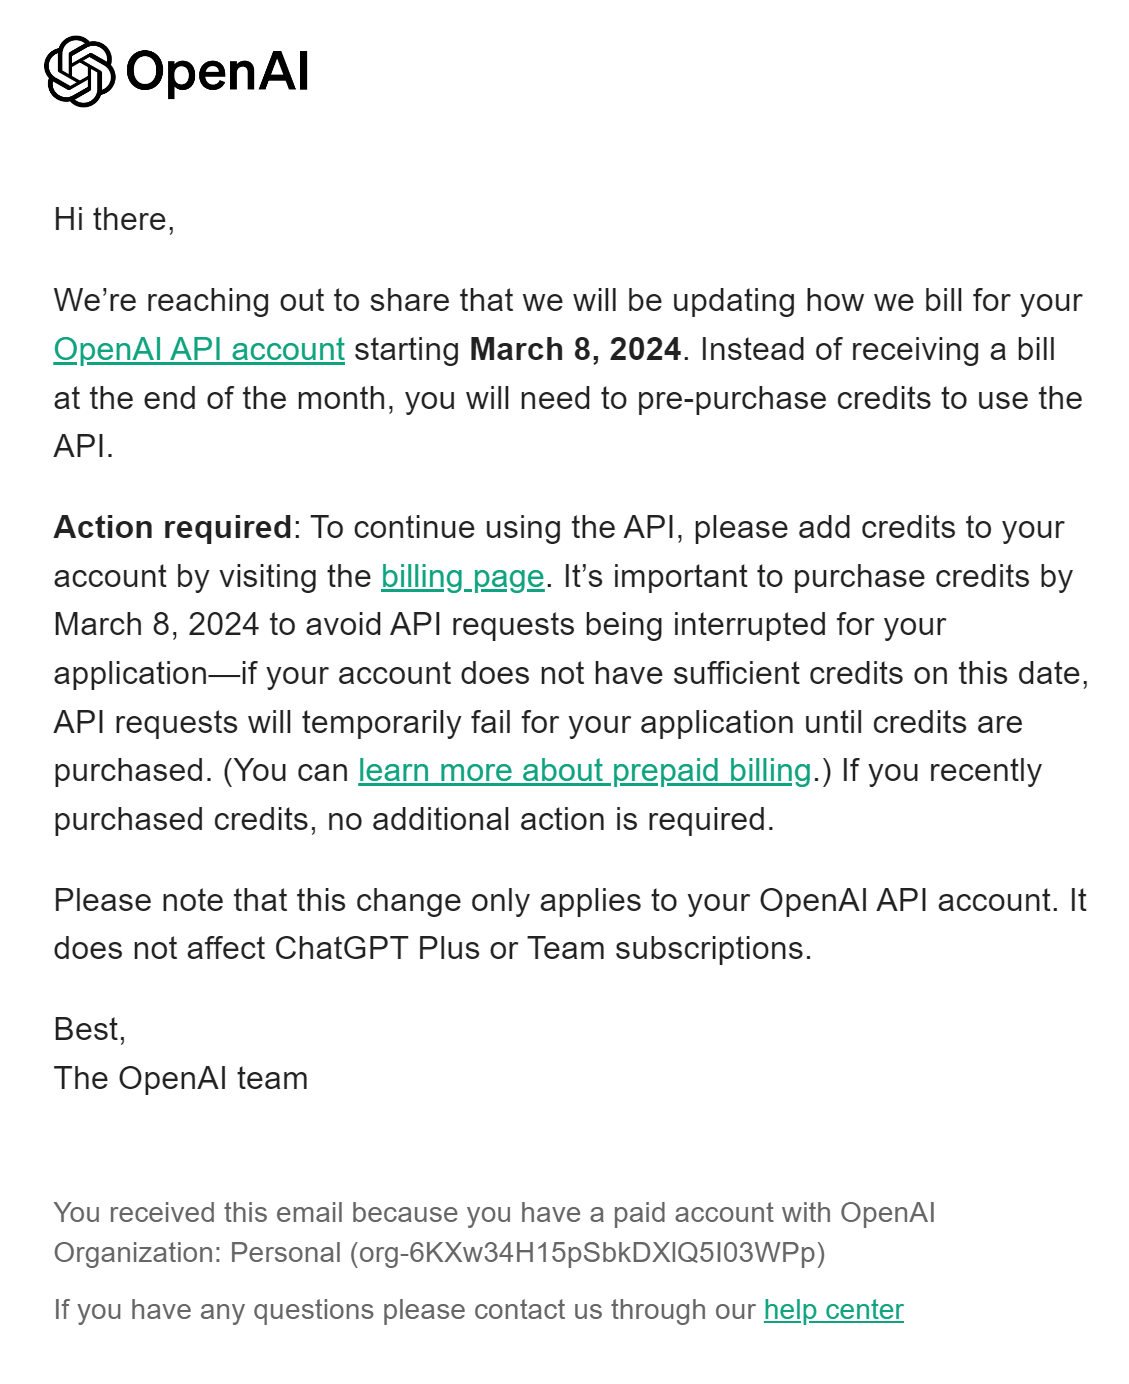 OpenAI
Hi there,
We’re reaching out to share that we will be updating how we bill for your
OpenAI API account starting March 8, 2024. Instead of receiving a bill
at the end of the month, you will need to pre-purchase credits to use the
API.
Action required: To continue using the API, please add credits to your
account by visiting the billing page. It’s important to purchase credits by
March 8, 2024 to avoid API requests being interrupted for your
application—if your account does not have sufficient credits on this date,
API requests will temporarily fail for your application until credits are
purchased. (You can learn more about prepaid billing.) If you recently
purchased credits, no additional action is required.
Please note that this change only applies to your OpenAI API account. It
does not affect ChatGPT Plus or Team subscriptions.
Best,
The OpenAI team
You received this email because you have a paid account with OpenAI
Organization: Personal (org-6KXw34H15pSbkDXlQ5I03WPp)
If you have any questions please contact us through our help center